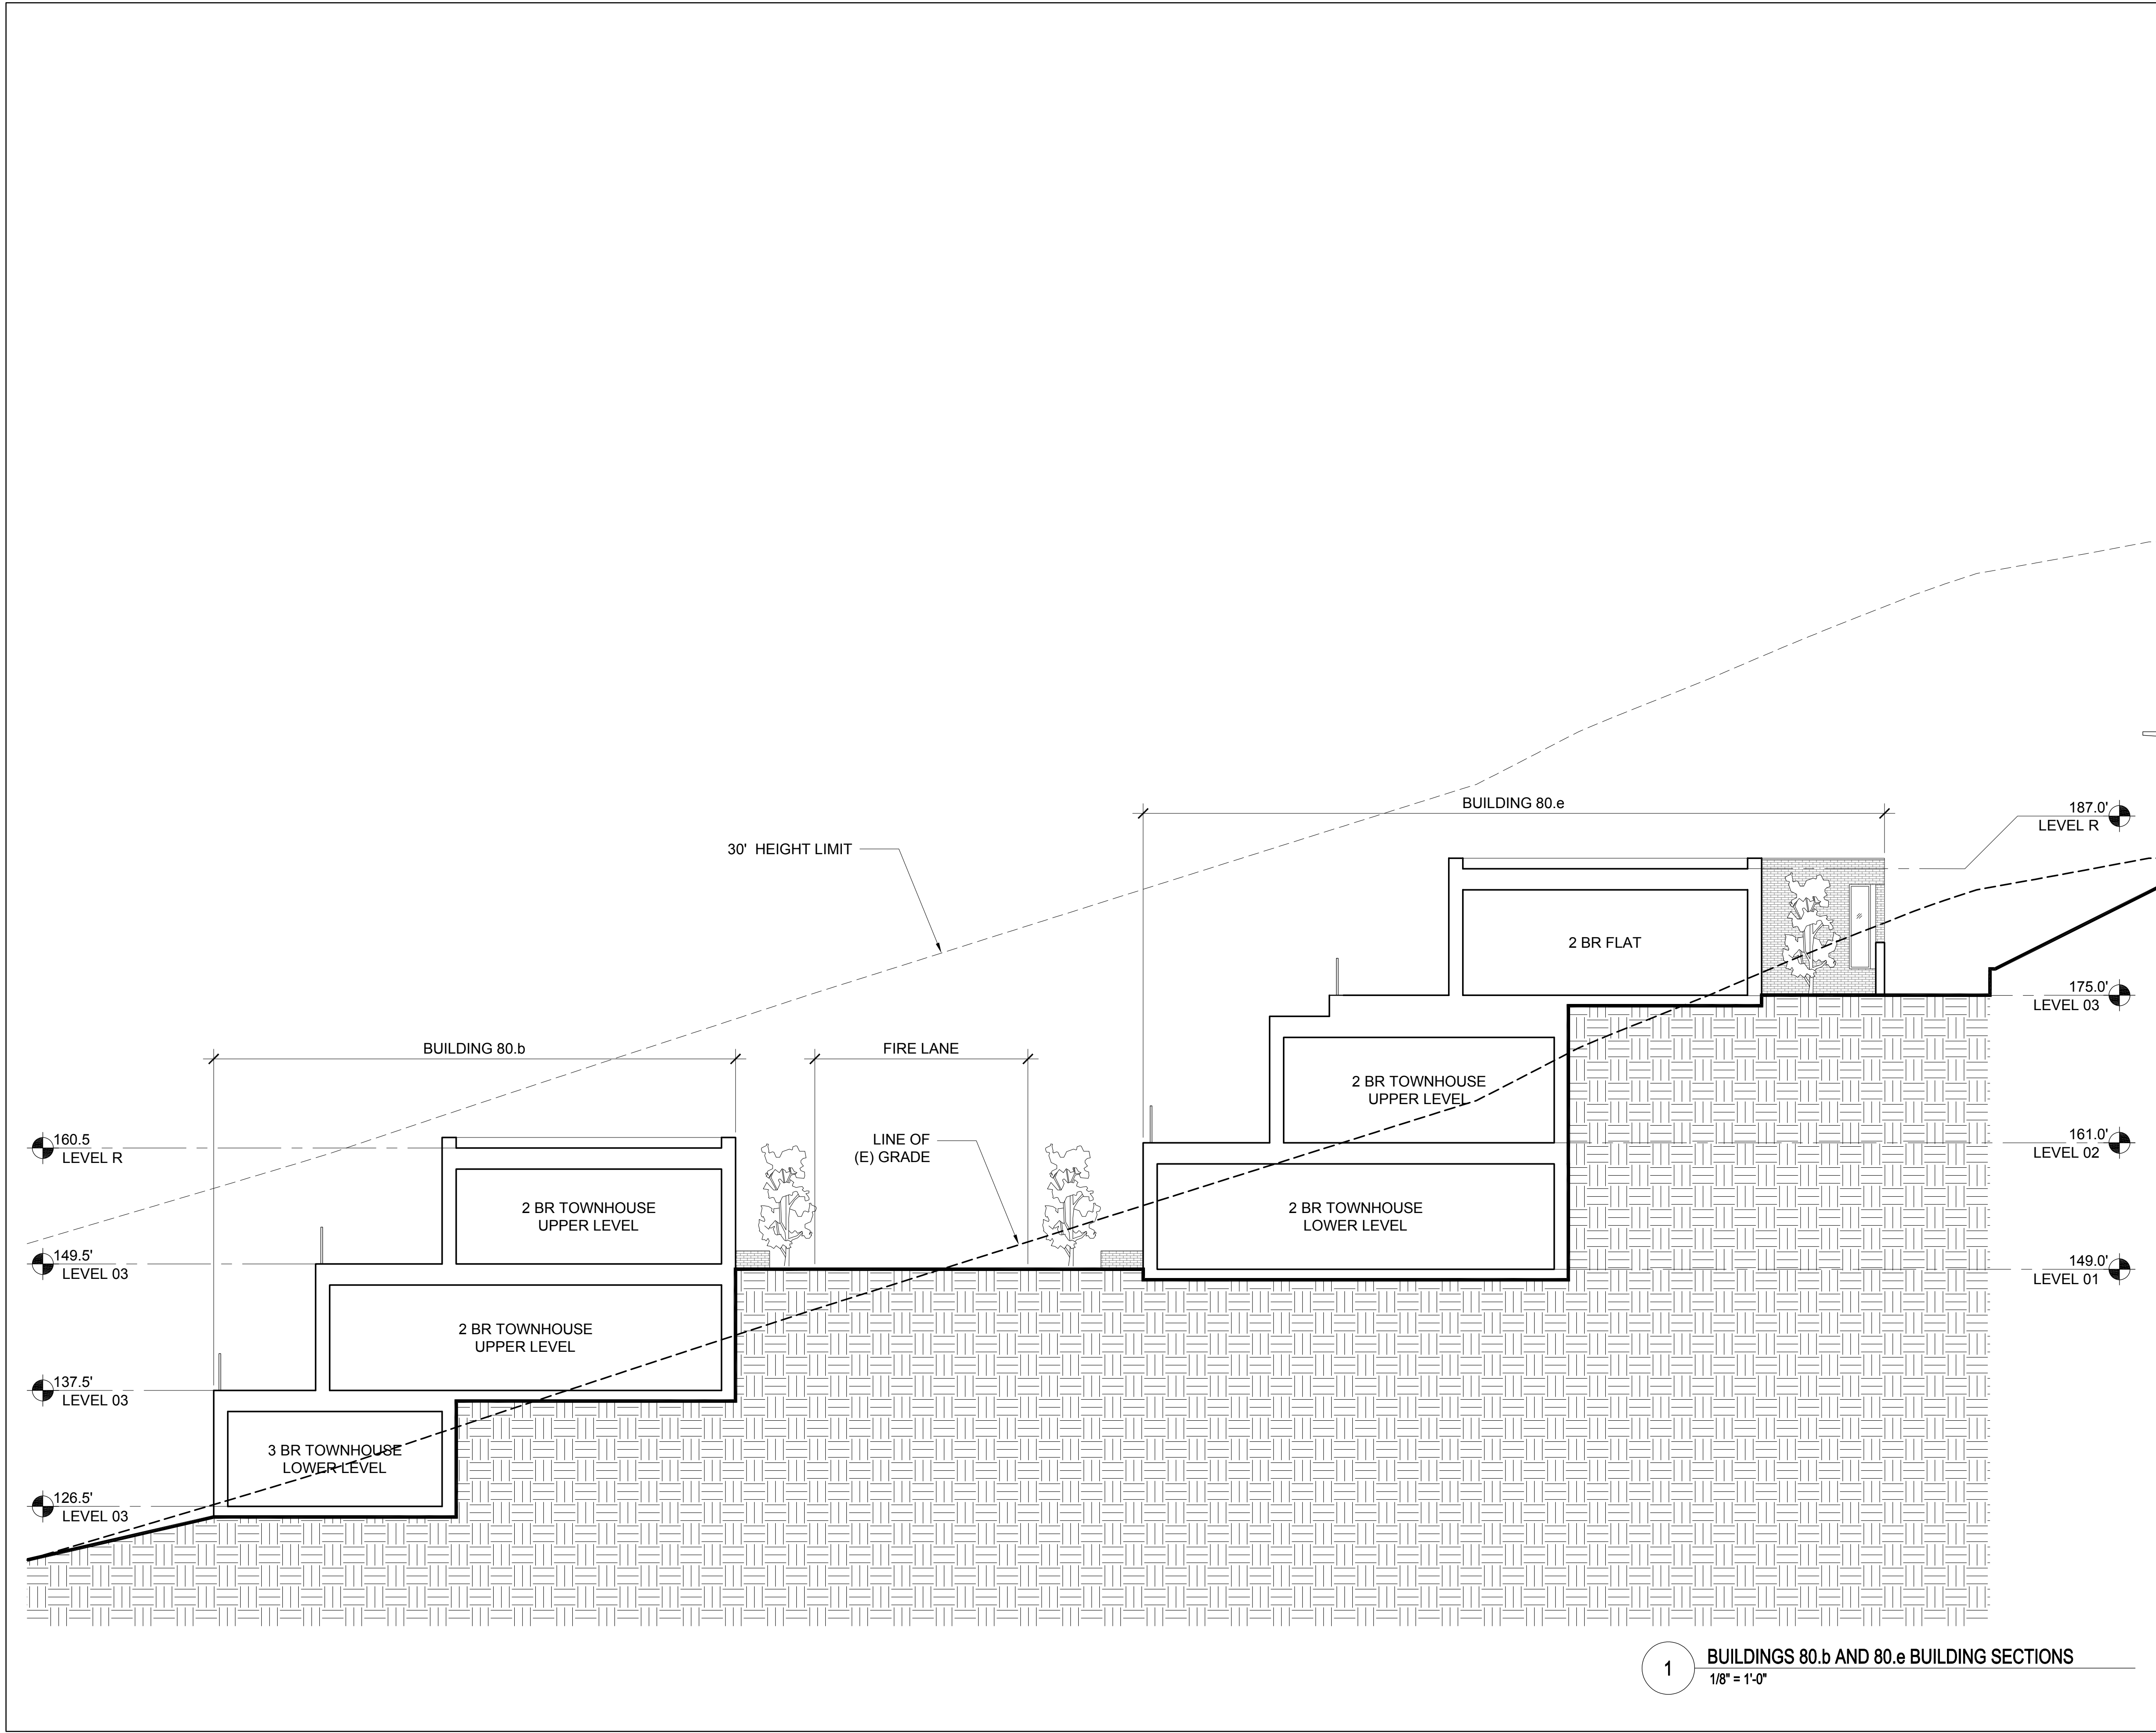 BUILDING 80.e
187.0'
LEVEL R
30'  HEIGHT LIMIT
2 BR FLAT
175.0'
LEVEL 03
BUILDING 80.b
FIRE LANE
2 BR TOWNHOUSE
UPPER LEVEL
160.5
LEVEL R
LINE OF
(E) GRADE
161.0'
LEVEL 02
2 BR TOWNHOUSE
UPPER LEVEL
2 BR TOWNHOUSE
LOWER LEVEL
149.5'
LEVEL 03
149.0'
LEVEL 01
2 BR TOWNHOUSE
UPPER LEVEL
137.5'
LEVEL 03
3 BR TOWNHOUSE
LOWER LEVEL
126.5'
LEVEL 03
1
BUILDINGS 80.b AND 80.e BUILDING SECTIONS
1/8" = 1'-0"